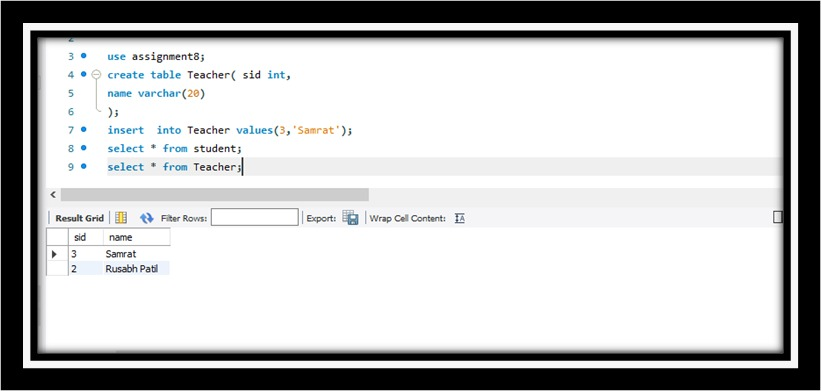 3 use assignment8;
4 create table Teacher( sid int,
5 name varchar(20)
6 );
7 insert  into Teacher values(3,'Samrat');
8 select * from student;
9 select * from Teacher;
Result Grid Filter Rows: Export: Wrap Cell Content:
sid name
3 Samrat
2 Rusabh Patil